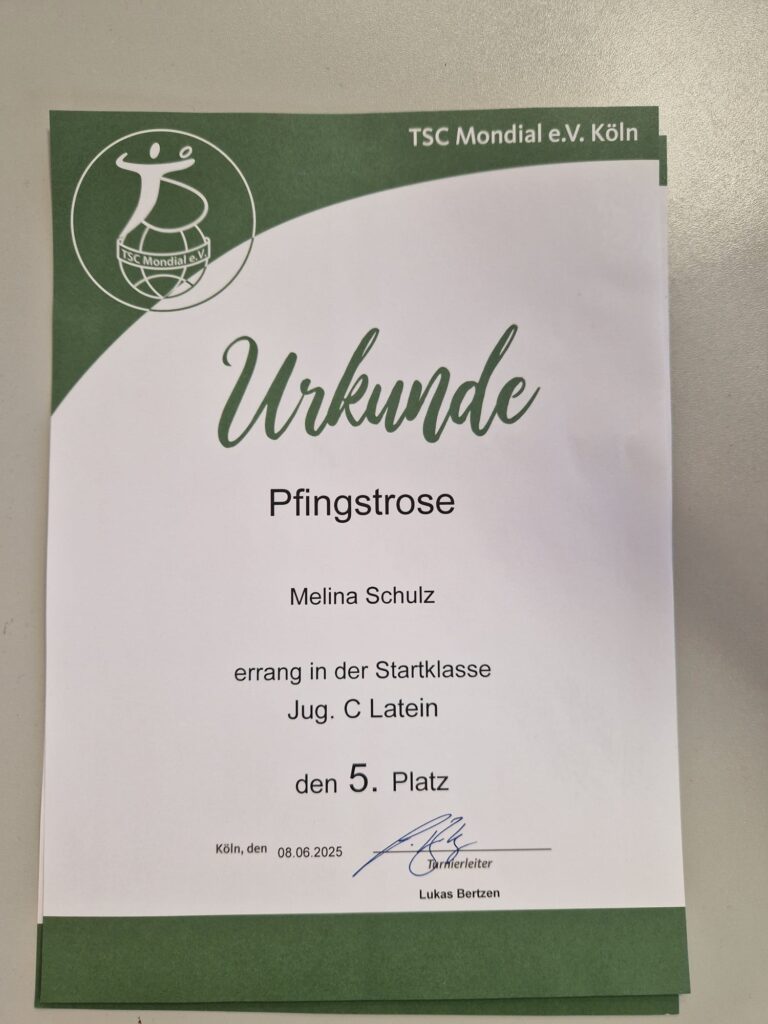 TSC Mondial e.V. Köln
TSC Mondial e.V.
Urkunde
Pfingstrose
Melina Schulz
errang in der Startklasse
Jug. C Latein
den 5. Platz
Köln, den 08.06.2025
Turnierleiter
Lukas Bertzen